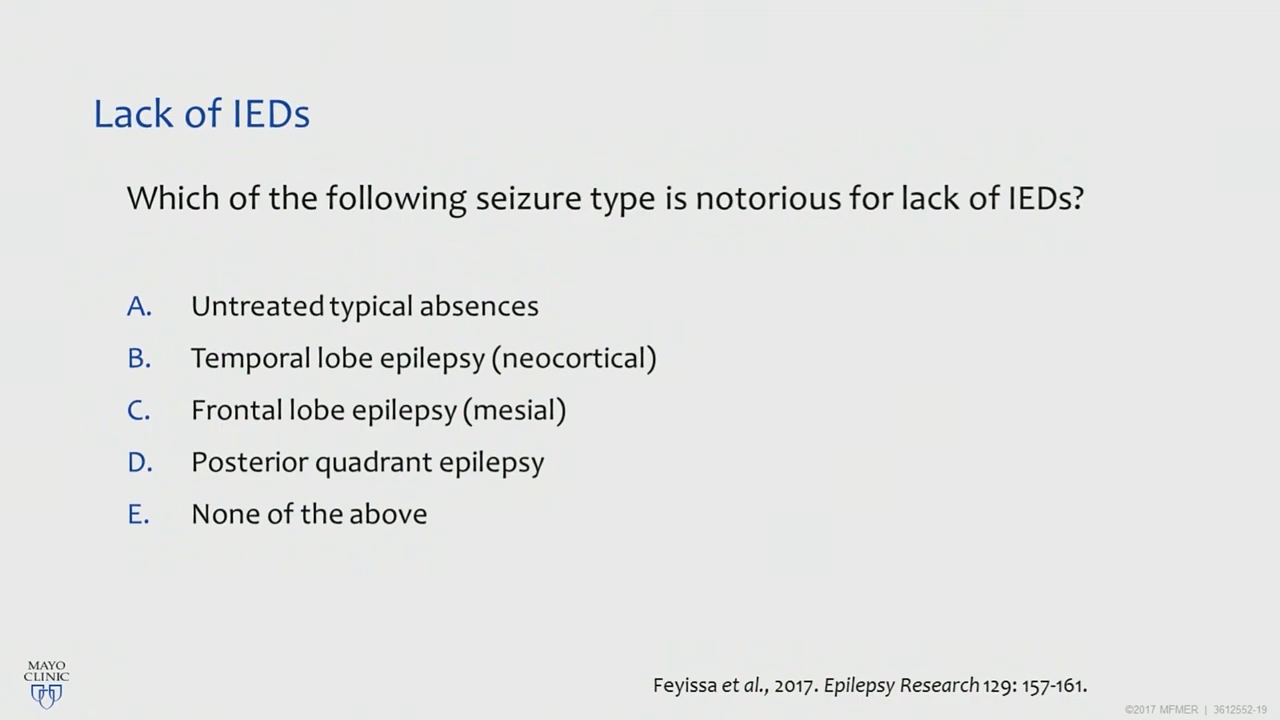 Lack of IEDs
Which of the following seizure type is notorious for lack of IEDs?
A. Untreated typical absences
B. Temporal lobe epilepsy (neocortical)
C. Frontal lobe epilepsy (mesial)
D. Posterior quadrant epilepsy
E. None of the above
MAYO
CLINIC
Feyissa et al., 2017. Epilepsy Research 129: 157-161.
©2017 MFMER | 3612552-19